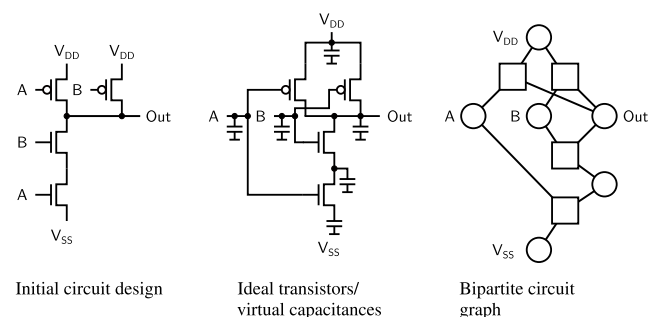 VDD
VDD
A
B
Out
B
A
VSS
Initial circuit design
VDD
A
B
Out
VSS
Ideal transistors/
virtual capacitances
VDD
A
B
Out
VSS
Bipartite circuit
graph